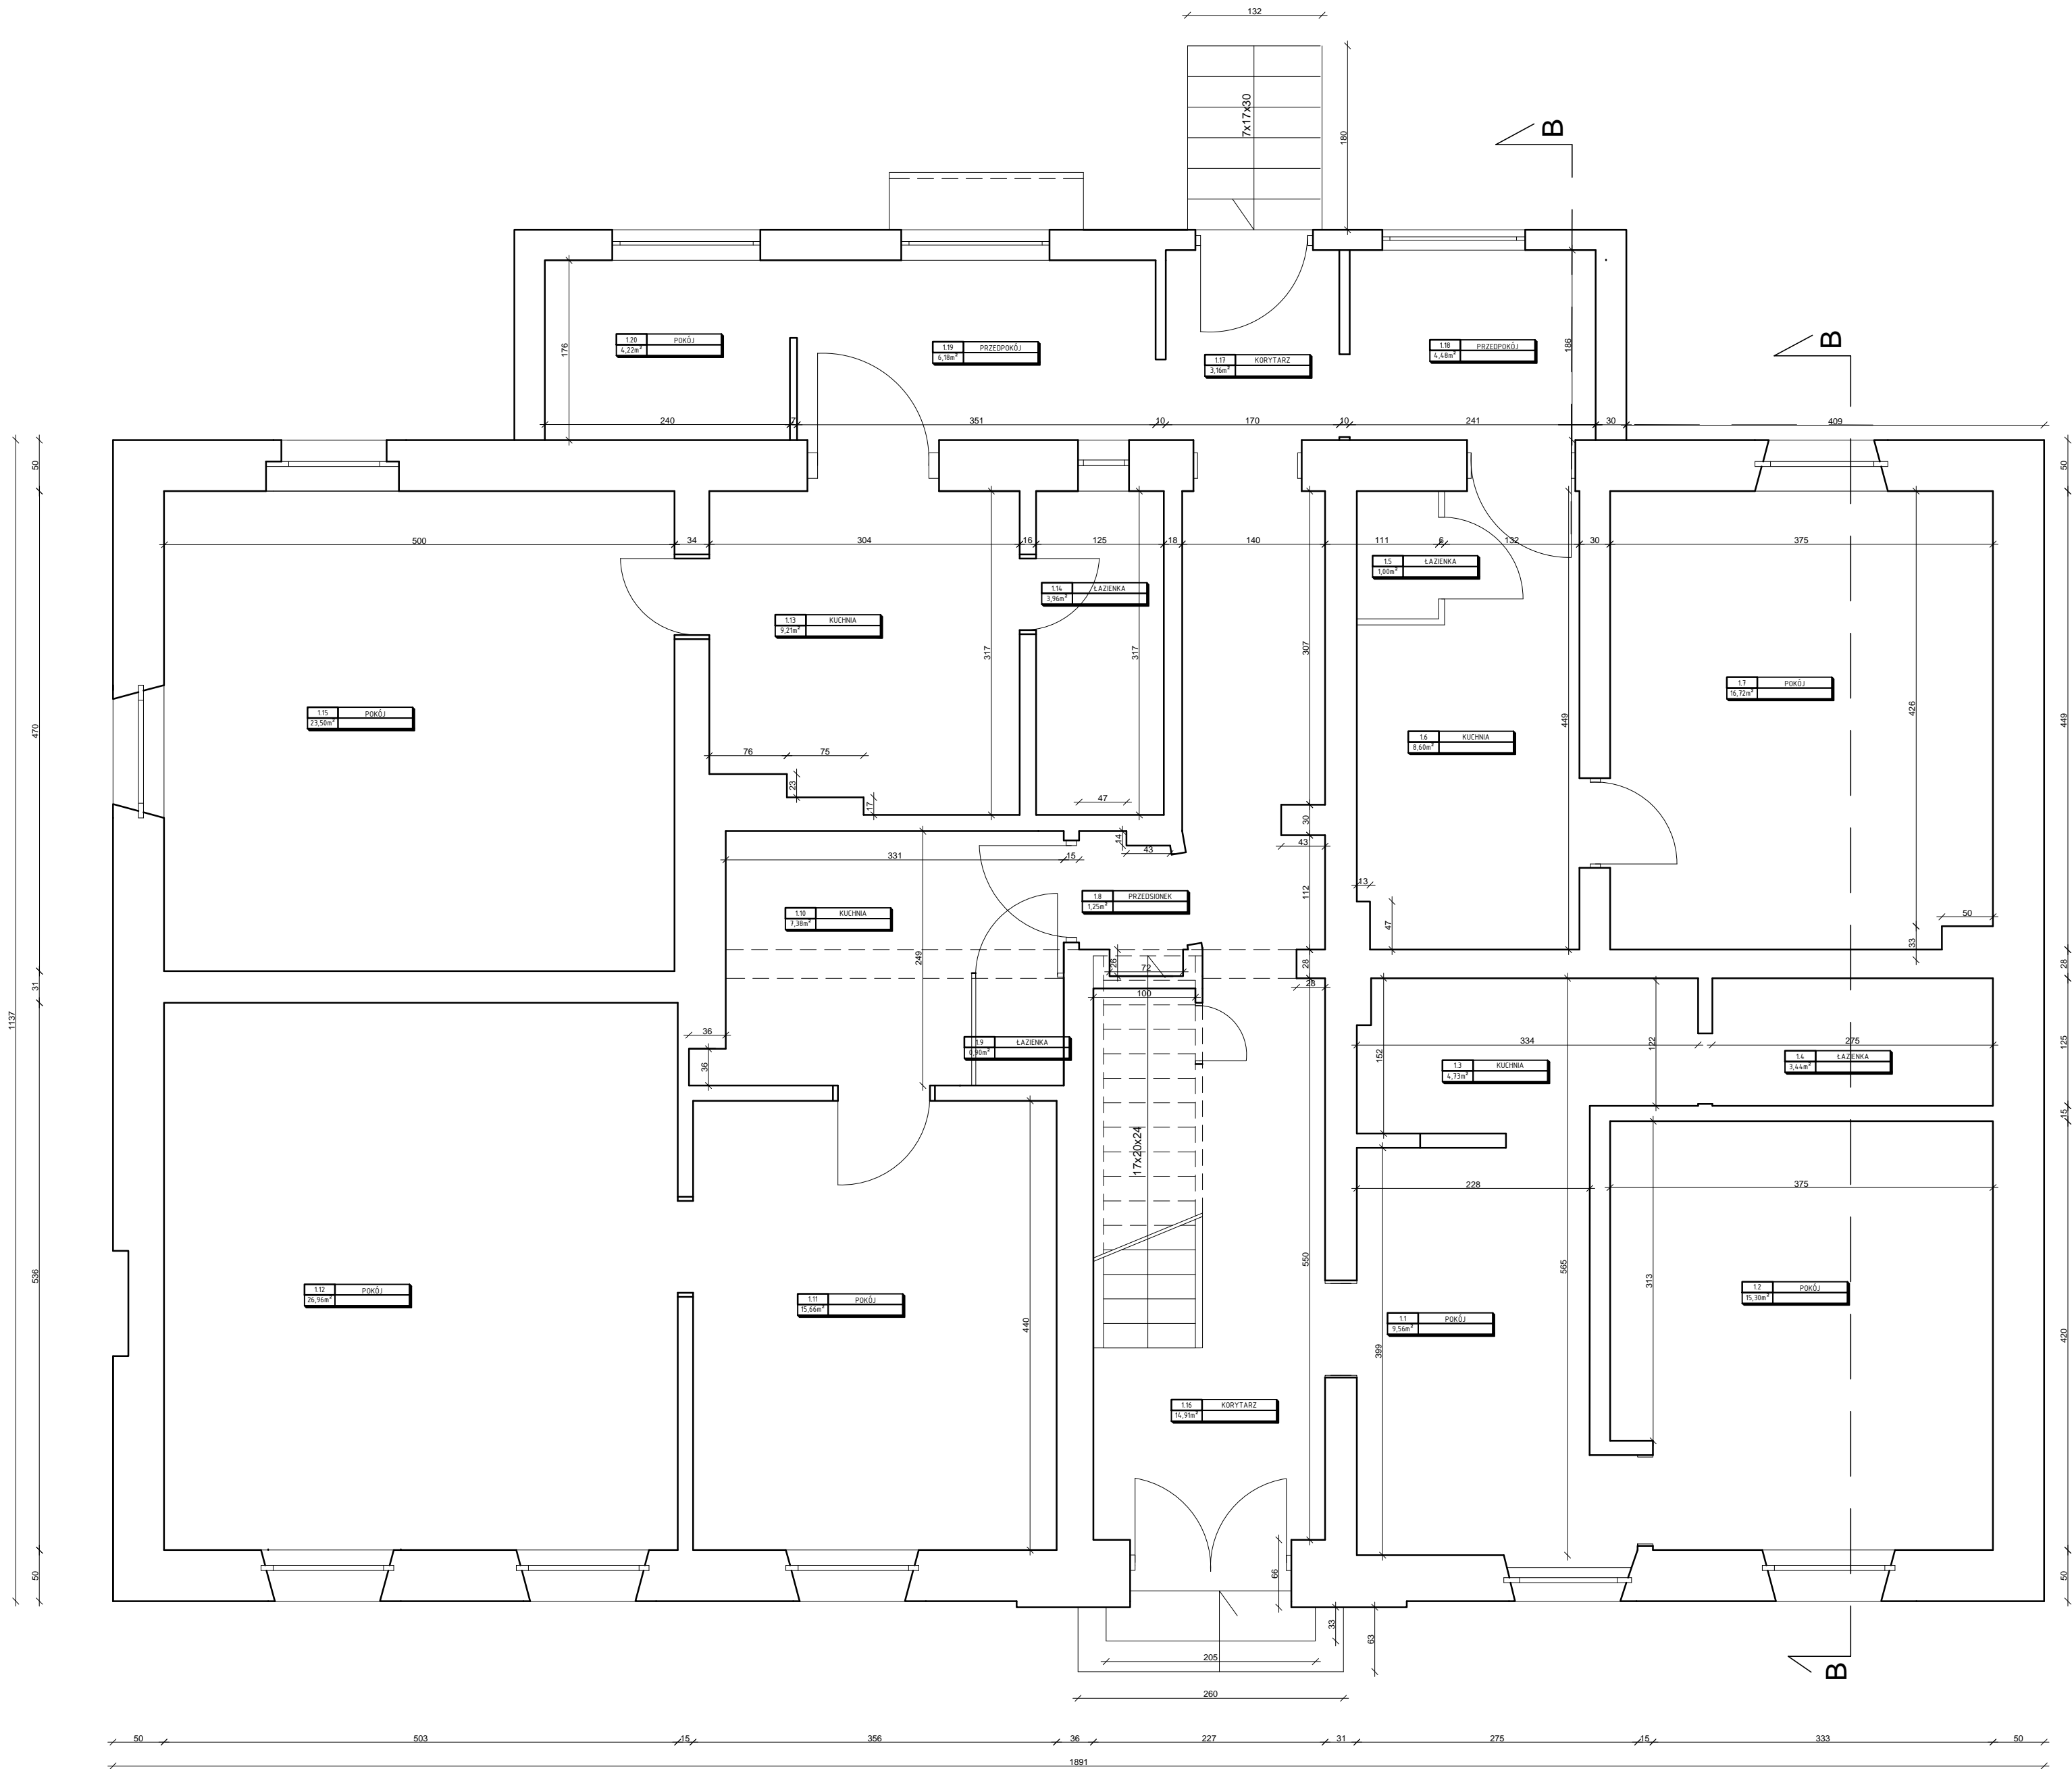 132
7x17x30
180
B
B
1.20 POKÓJ
4,22m²
1.19 PRZEDPOKÓJ
6,18m²
1.17 KORYTARZ
3,16m²
1.18 PRZEDPOKÓJ
4,48m²
176
186
240 7 351 10 170 10 241 30 409
50
50
500 34 304 16 125 18 140 111 6 132 30 375
1.5 ŁAZIENKA
1,00m²
1.14 ŁAZIENKA
3,96m²
1.13 KUCHNIA
9,21m²
317
317
307
1.7 POKÓJ
16,72m²
1.15 POKÓJ
23,50m²
426
470
449
449
1.6 KUCHNIA
8,60m²
76 75
23
17
47
30
14
43
43
331 15
13
112
1.8 PRZEDSIONEK
1,25m²
1.10 KUCHNIA
7,38m²
47
50
33
249
26
72
28
28
28
100
31
1137
36
36
1.9 ŁAZIENKA
0,90m²
152
334
122
275
125
1.4 ŁAZIENKA
3,44m²
1.3 KUCHNIA
4,73m²
15
17x20x24
228
375
550
565
313
536
1.12 POKÓJ
26,96m²
1.11 POKÓJ
15,66m²
1.2 POKÓJ
15,30m²
1.1 POKÓJ
9,56m²
440
399
420
1.16 KORYTARZ
14,91m²
50
66
50
33
63
205
B
260
50 503 15 356 36 227 31 275 15 333 50
1891